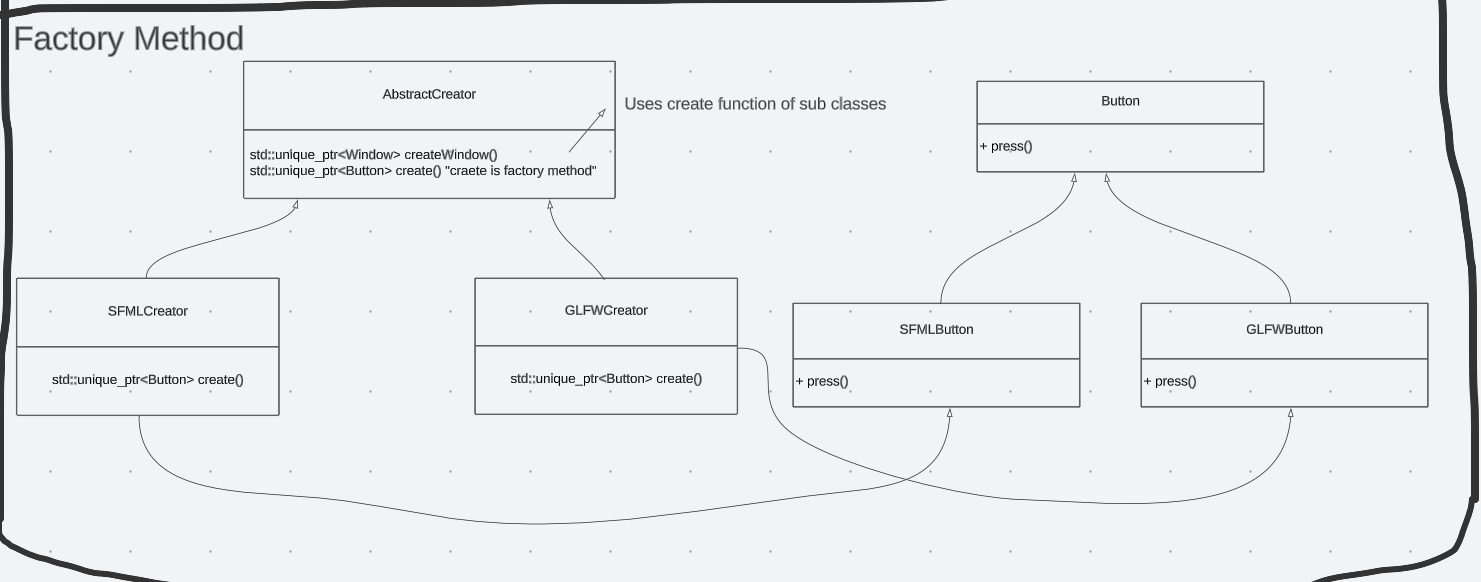 Factory Method
AbstractCreator
std::unique_ptr<Window> createWindow()
std::unique_ptr<Button> create() "craete is factory method"
Uses create function of sub classes
Button
+ press()
SFMLCreator
std::unique_ptr<Button> create()
GLFWCreator
std::unique_ptr<Button> create()
SFMLButton
+ press()
GLFWButton
+ press()